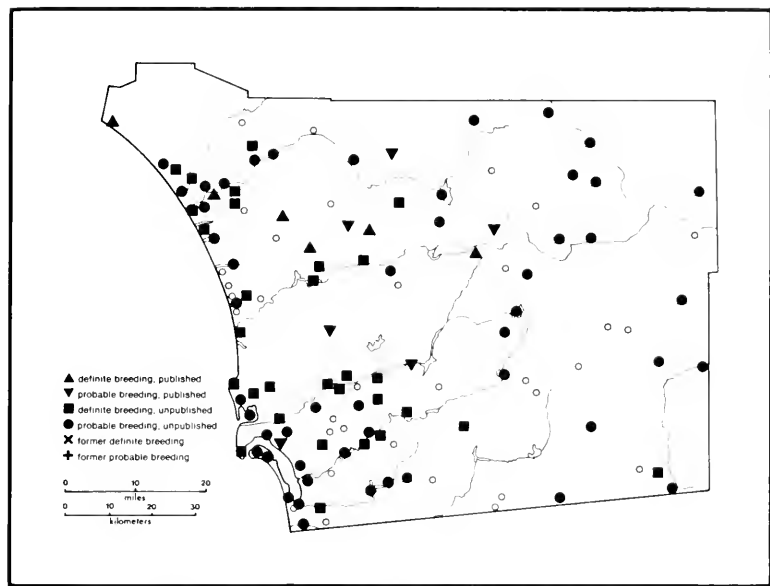 definite breeding, published
probable breeding, published
definite breeding, unpublished
probable breeding, unpublished
former definite breeding
former probable breeding
0 10 20
miles
0 10 20 30
kilometers